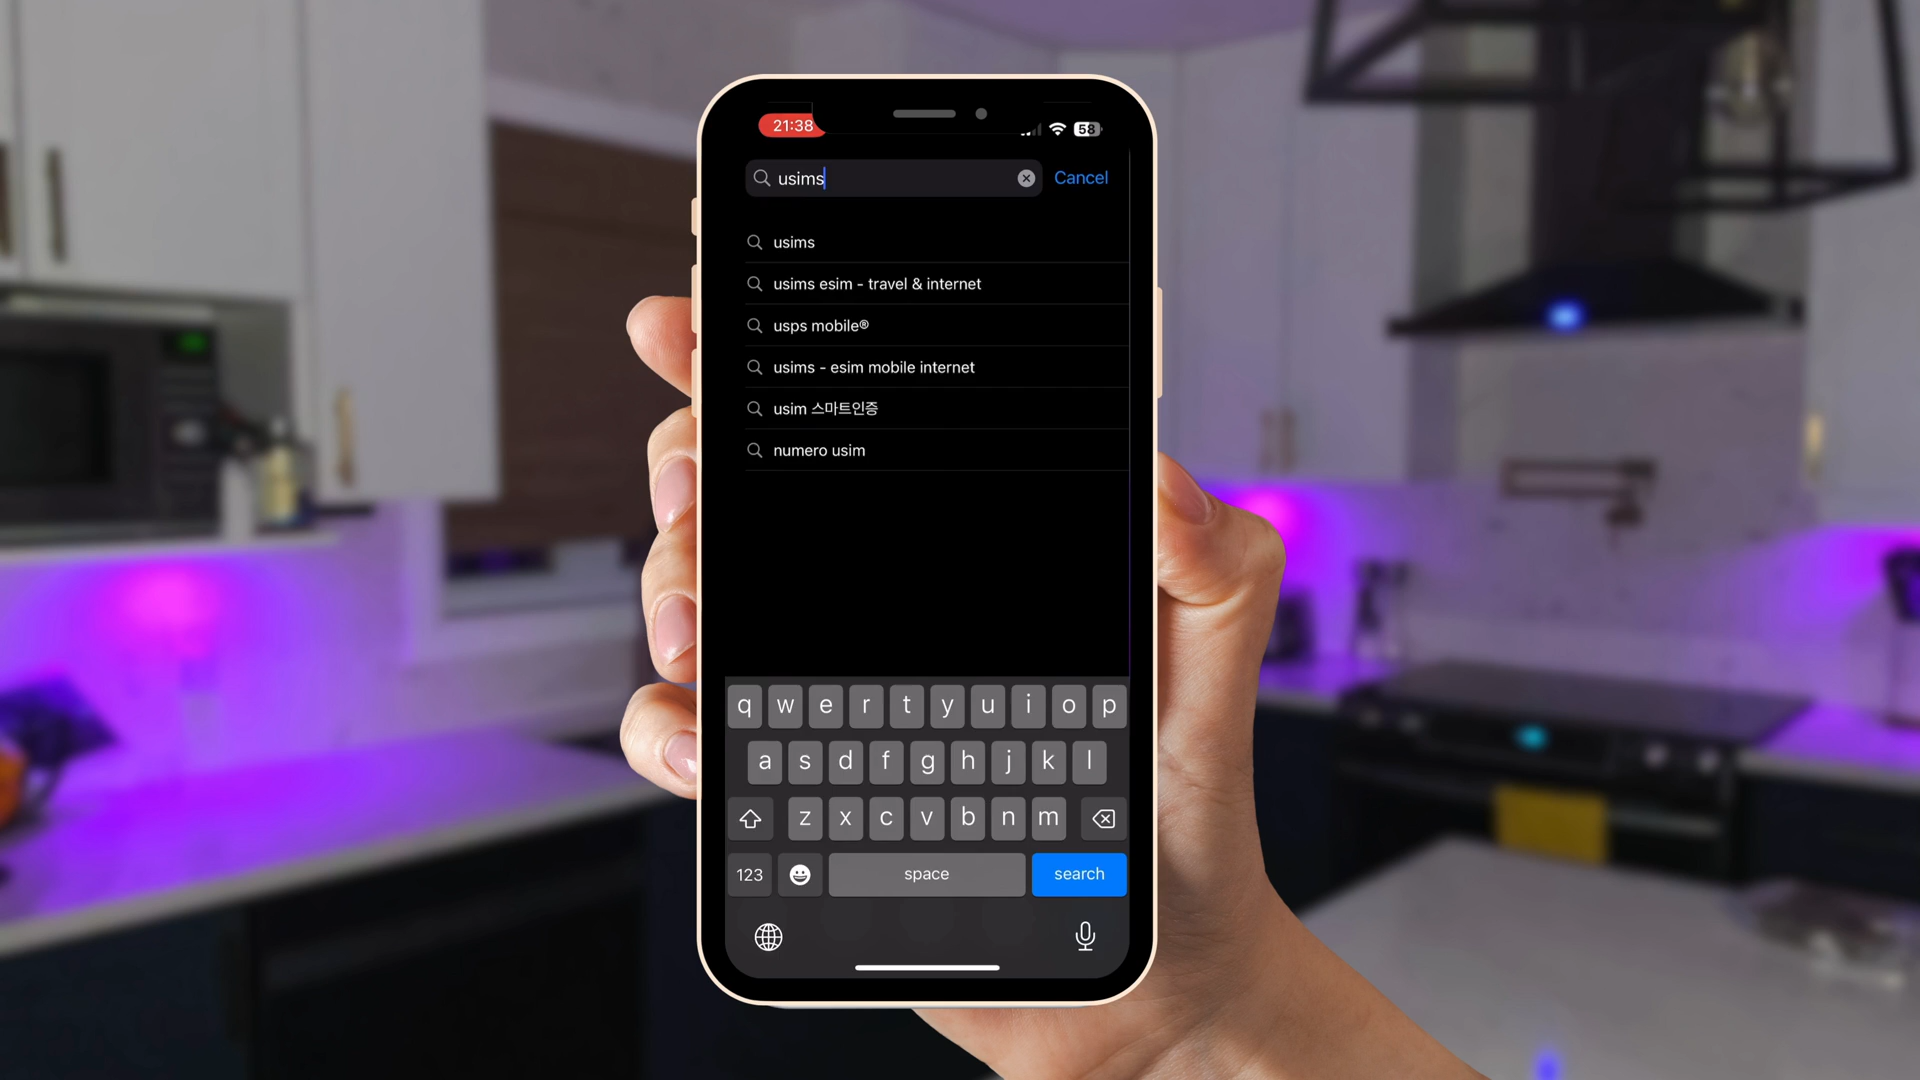 21:38
58
usims
Cancel
usims
usims esim - travel & internet
usps mobile®
usims - esim mobile internet
usim 스마트인증
numero usim
q w e r t y u i o p
a s d f g h j k l
z x c v b n m
123 space search